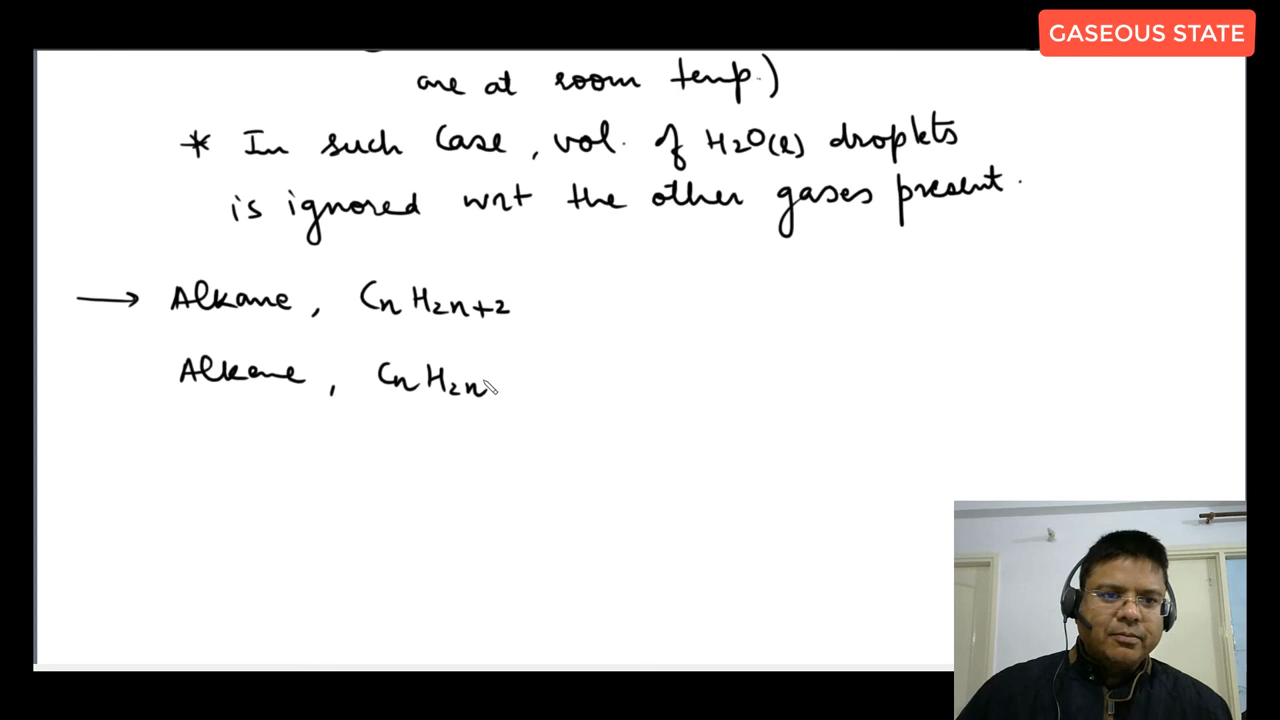 GASEOUS STATE
are at room temp.)
* In such case, vol. of H2O(l) droplets
is ignored wrt the other gases present.
→ Alkane, CnH2n+2
Alkane, CnH2n